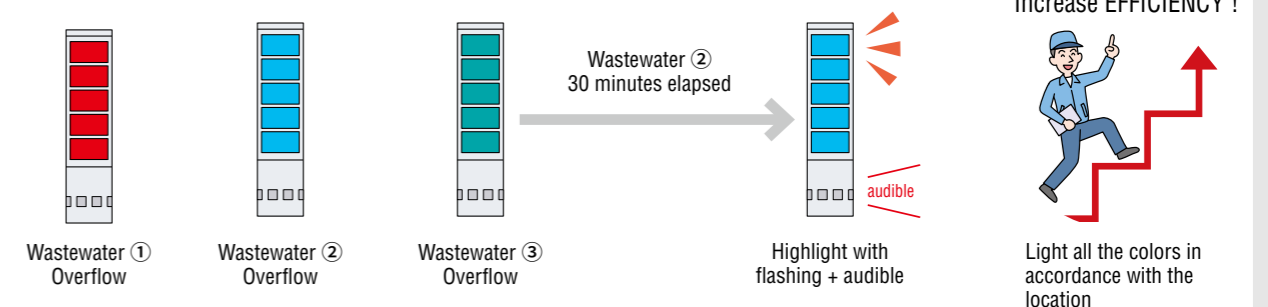 Increase EFFICIENCY !
Wastewater ②
30 minutes elapsed
audible
Wastewater ①
Overflow
Wastewater ②
Overflow
Wastewater ③
Overflow
Highlight with
flashing + audible
Light all the colors in
accordance with the
location